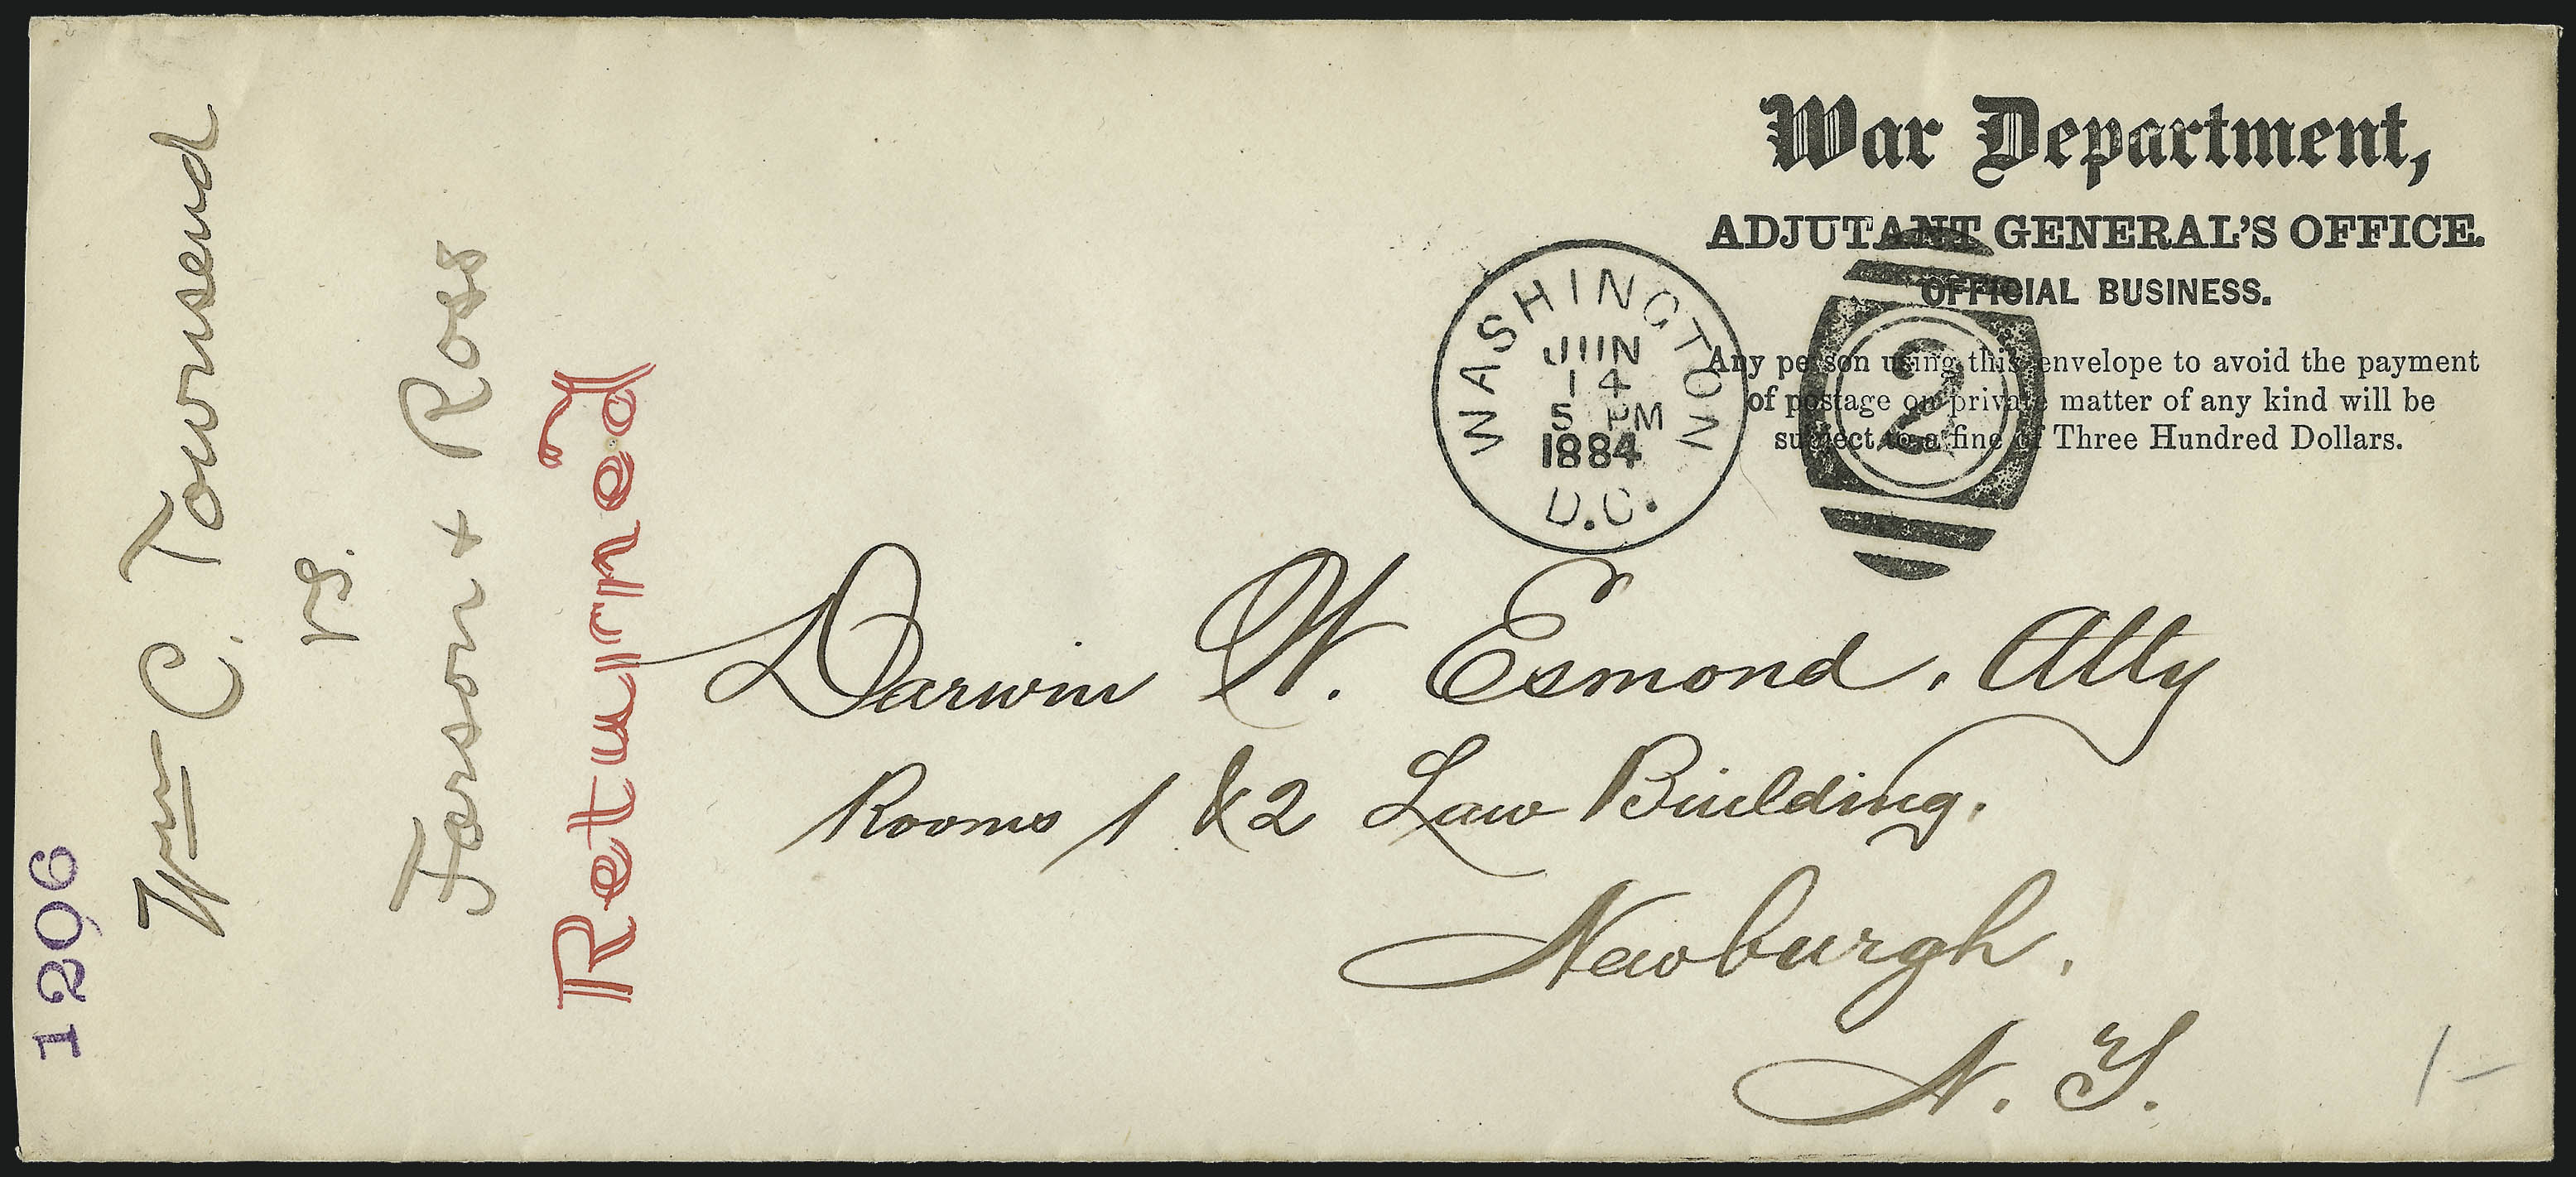 War Department,
ADJUTANT GENERAL'S OFFICE.
OFFICIAL BUSINESS.
Any person using this envelope to avoid the payment
of postage on private matter of any kind will be
subject to a fine of Three Hundred Dollars.
WASHINGTON
JUN
14
5 PM
1884
D.C.
2
Darwin W. Esmond, Atty
Rooms 1 & 2 Law Building.
Newburgh.
N. Y.
1296
Wm C. Townsend
vs.
& Ross
Returned
1-